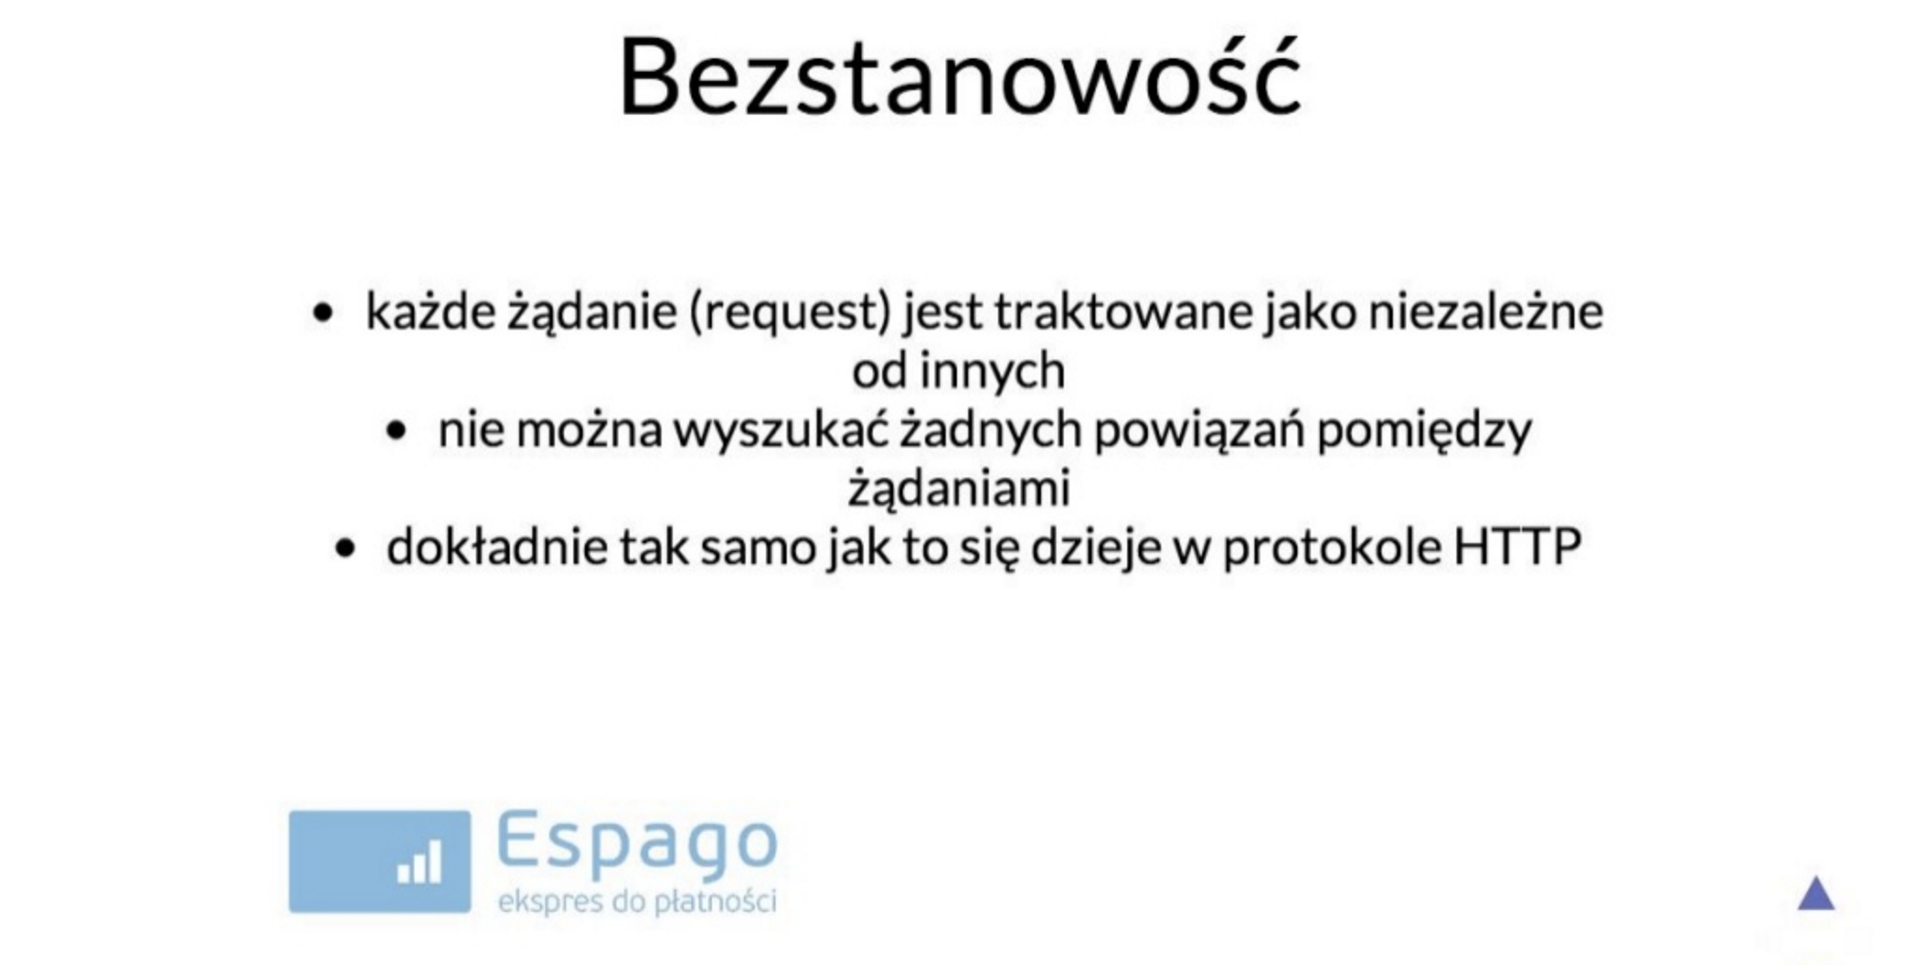 Bezstanowość
• każde żądanie (request) jest traktowane jako niezależne
od innych
• nie można wyszukać żadnych powiązań pomiędzy
żądaniami
• dokładnie tak samo jak to się dzieje w protokole HTTP
Espago
ekspres do płatności